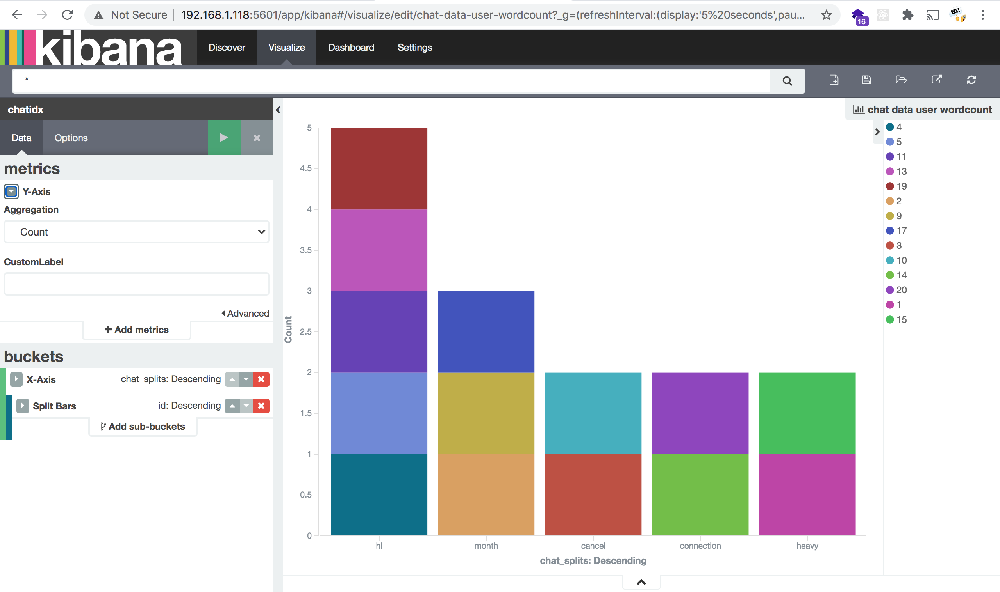 Not Secure 192.168.1.118:5601/app/kibana#/visualize/edit/chat-data-user-wordcount?_g=(refreshInterval:(display:'5%20seconds',pau...
16
Hi!
kibana
Discover Visualize Dashboard Settings
*
chatidx
Data Options
metrics
Y-Axis
Aggregation
Count
CustomLabel
Advanced
Add metrics
buckets
X-Axis chat_splits: Descending
Split Bars id: Descending
Add sub-buckets
chat data user wordcount
5
4.5
4
3.5
3
2.5
2
1.5
1
0.5
0
Count
hi month cancel connection heavy
chat_splits: Descending
4
5
11
13
19
2
9
17
3
10
14
20
1
15